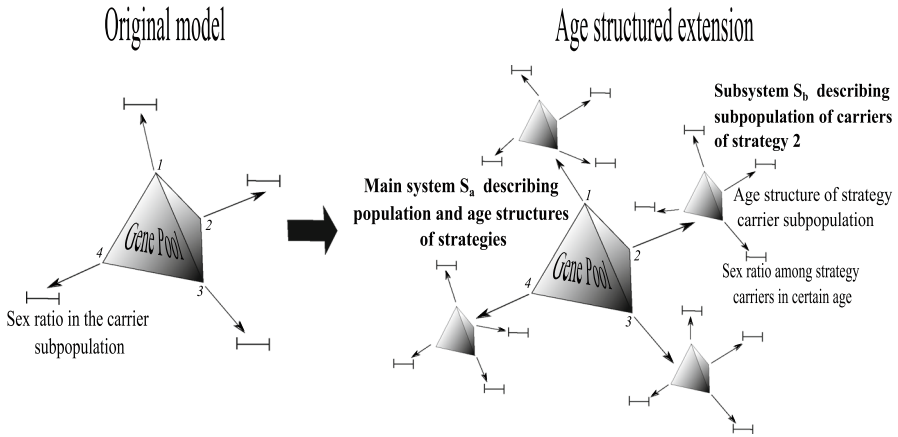 Original model
1
2
Gene Pool
4
3
Sex ratio in the carrier
subpopulation
Age structured extension
Subsystem Sb describing
subpopulation of carriers
of strategy 2
Main system Sa describing
population and age structures
of strategies
Age structure of strategy
carrier subpopulation
Sex ratio among strategy
carriers in certain age
1
2
Gene Pool
4
3